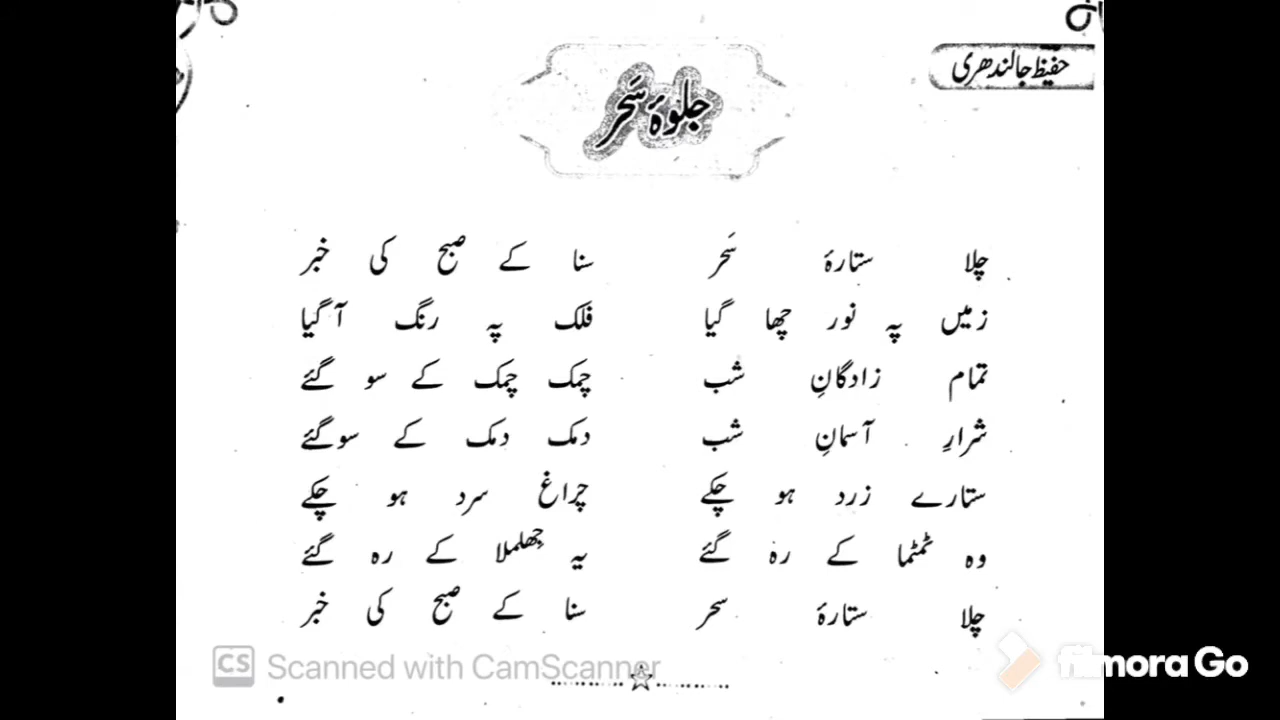 حفیظ جالندھری
جلوۂ سَحر
چلا ستارۂ سَحر سنا کے صبح کی خبر
زمیں پہ نور چھا گیا فلک پہ رنگ آ گیا
تمام زادگانِ شب چمک چمک کے سو گئے
شرارِ آسمانِ شب دمک دمک کے سو گئے
ستارے زرد ہو چکے چراغ سرد ہو چکے
وہ ٹمٹما کے رہ گئے یہ جھلملا کے رہ گئے
چلا ستارۂ سحر سنا کے صبح کی خبر
CS Scanned with CamScanner
filmora Go